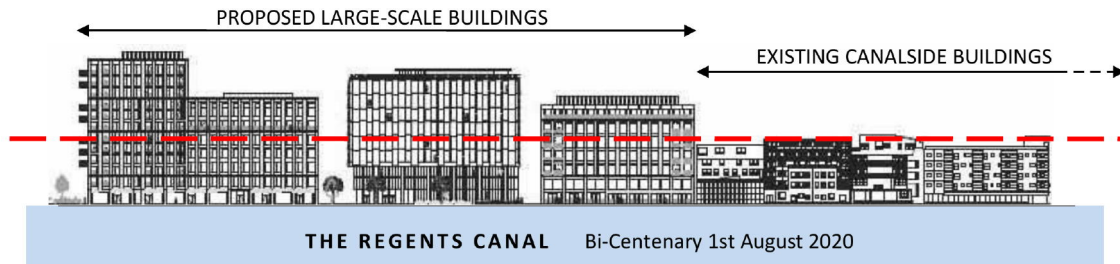 PROPOSED LARGE-SCALE BUILDINGS
EXISTING CANALSIDE BUILDINGS
THE REGENTS CANAL Bi-Centenary 1st August 2020